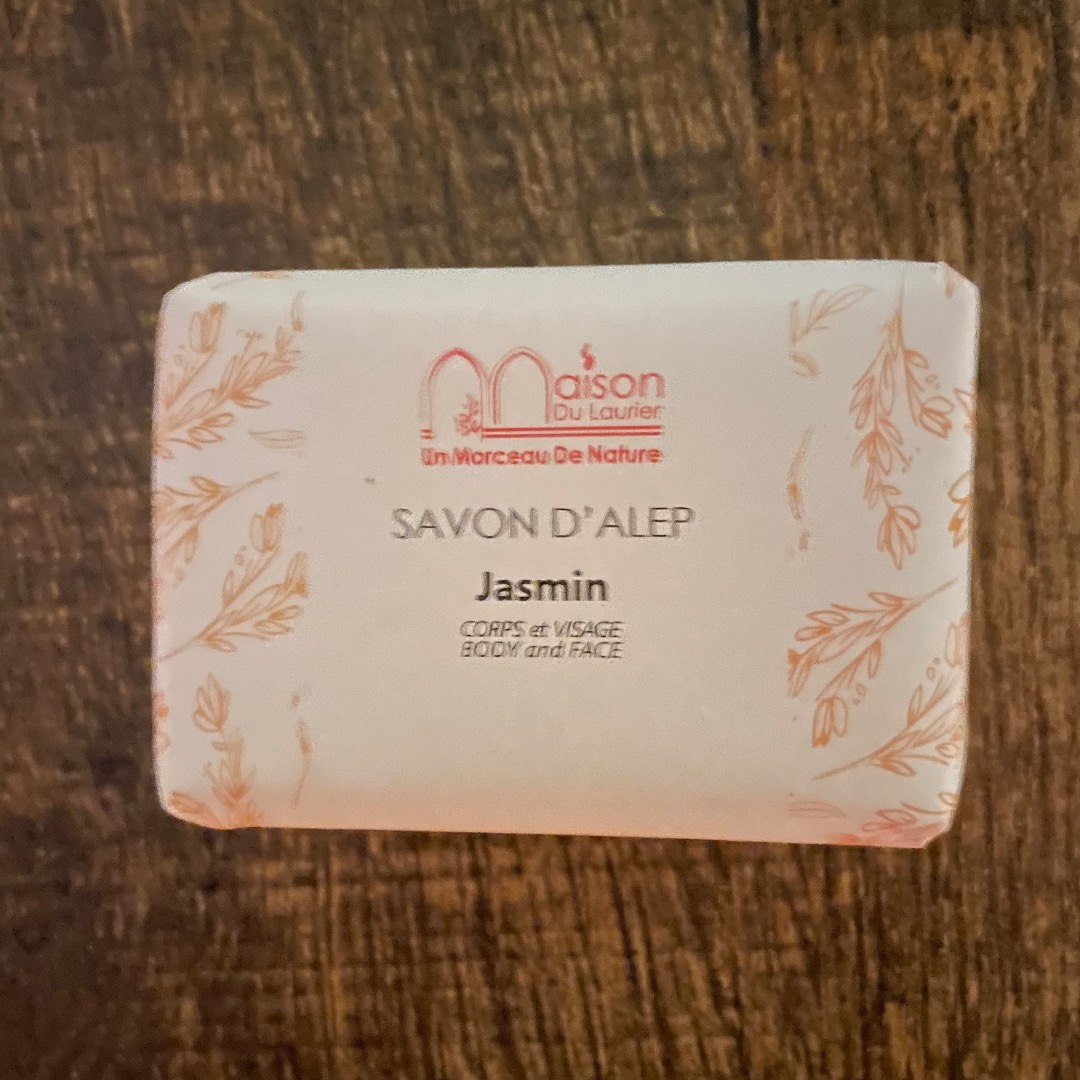 Maison
Du Laurier
Un Morceau De Nature
SAVON D'ALEP
Jasmin
CORPS et VISAGE
BODY and FACE